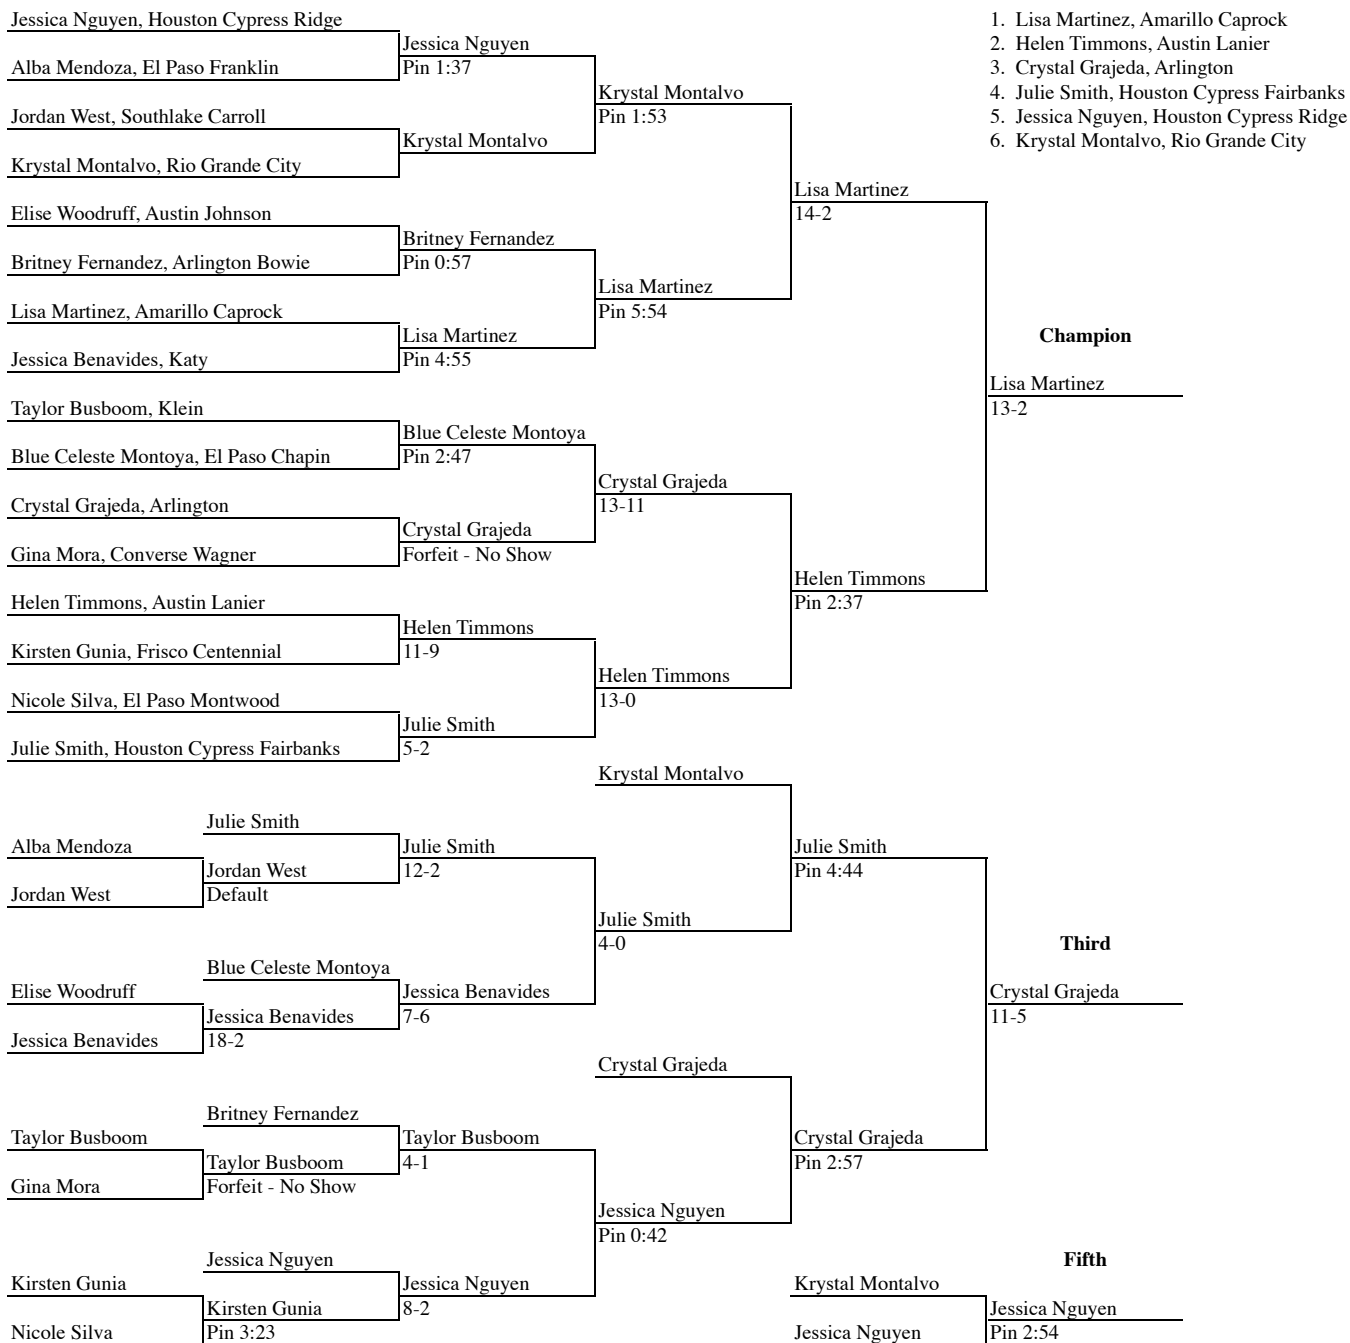 Jessica Nguyen, Houston Cypress Ridge
Jessica Nguyen
Alba Mendoza, El Paso Franklin
Pin 1:37
Krystal Montalvo
Jordan West, Southlake Carroll
Pin 1:53
Krystal Montalvo
Krystal Montalvo, Rio Grande City
Lisa Martinez
Elise Woodruff, Austin Johnson
14-2
Britney Fernandez
Britney Fernandez, Arlington Bowie
Pin 0:57
Lisa Martinez
Lisa Martinez, Amarillo Caprock
Pin 5:54
Lisa Martinez
Jessica Benavides, Katy
Pin 4:55
1. Lisa Martinez, Amarillo Caprock
2. Helen Timmons, Austin Lanier
3. Crystal Grajeda, Arlington
4. Julie Smith, Houston Cypress Fairbanks
5. Jessica Nguyen, Houston Cypress Ridge
6. Krystal Montalvo, Rio Grande City
Champion
Lisa Martinez
13-2
Taylor Busboom, Klein
Blue Celeste Montoya
Blue Celeste Montoya, El Paso Chapin
Pin 2:47
Crystal Grajeda
Crystal Grajeda, Arlington
13-11
Crystal Grajeda
Gina Mora, Converse Wagner
Forfeit - No Show
Helen Timmons
Helen Timmons, Austin Lanier
Pin 2:37
Helen Timmons
Kirsten Gunia, Frisco Centennial
11-9
Helen Timmons
Nicole Silva, El Paso Montwood
13-0
Julie Smith
Julie Smith, Houston Cypress Fairbanks
5-2
Krystal Montalvo
Julie Smith
Alba Mendoza
Julie Smith
Julie Smith
Jordan West
12-2
Pin 4:44
Jordan West
Default
Julie Smith
4-0
Third
Blue Celeste Montoya
Elise Woodruff
Jessica Benavides
Crystal Grajeda
Jessica Benavides
7-6
11-5
Jessica Benavides
18-2
Crystal Grajeda
Britney Fernandez
Taylor Busboom
Taylor Busboom
Crystal Grajeda
Taylor Busboom
4-1
Pin 2:57
Gina Mora
Forfeit - No Show
Jessica Nguyen
Pin 0:42
Jessica Nguyen
Fifth
Kirsten Gunia
Jessica Nguyen
Krystal Montalvo
Kirsten Gunia
8-2
Jessica Nguyen
Nicole Silva
Pin 3:23
Jessica Nguyen
Pin 2:54